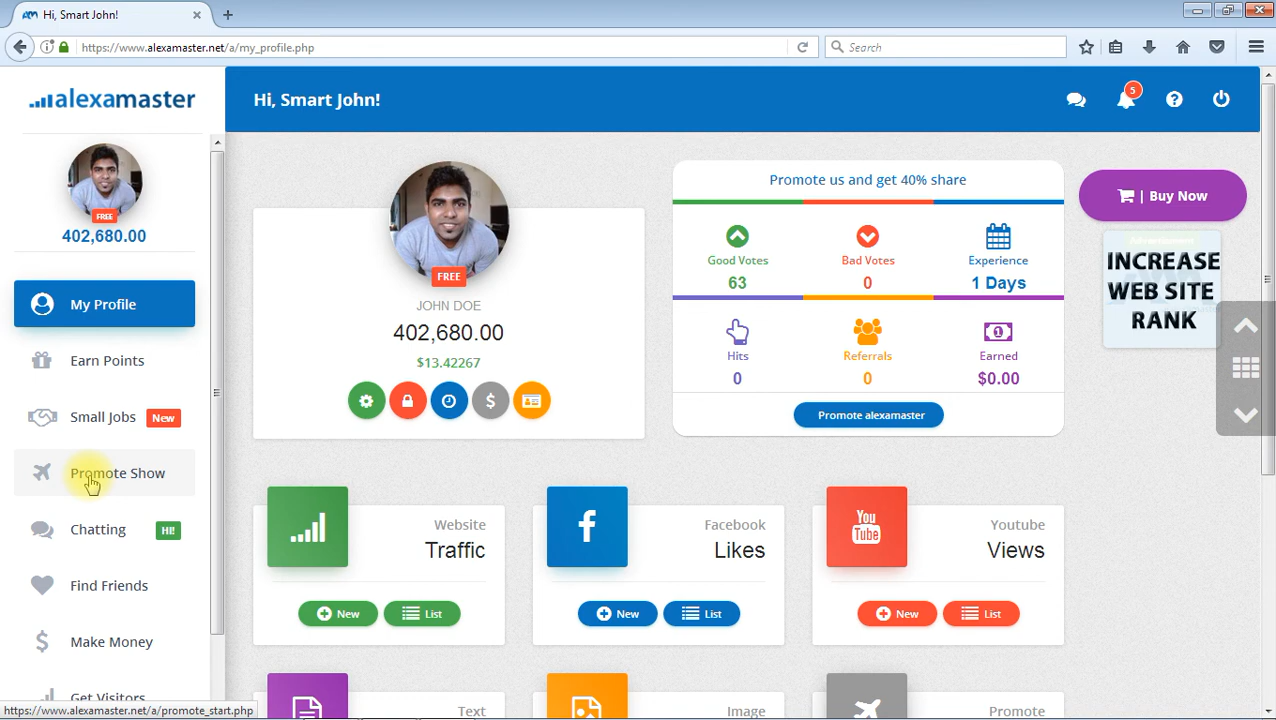 Hi, Smart John!
https://www.alexamaster.net/a/my_profile.php
Search
alexamaster
FREE
402,680.00
My Profile
Earn Points
Small Jobs New
Promote Show
Chatting HI!
Find Friends
Make Money
Get Visitors
https://www.alexamaster.net/a/promote_start.php
Hi, Smart John!
5
FREE
JOHN DOE
402,680.00
$13.42267
Promote us and get 40% share
Good Votes
63
Bad Votes
0
Experience
1 Days
Hits
0
Referrals
0
Earned
$0.00
Promote alexamaster
| Buy Now
Advertisement
INCREASE
WEB SITE
RANK
Website
Traffic
New List
Facebook
Likes
New List
You
Tube
Youtube
Views
New List
Text
Image
Promote